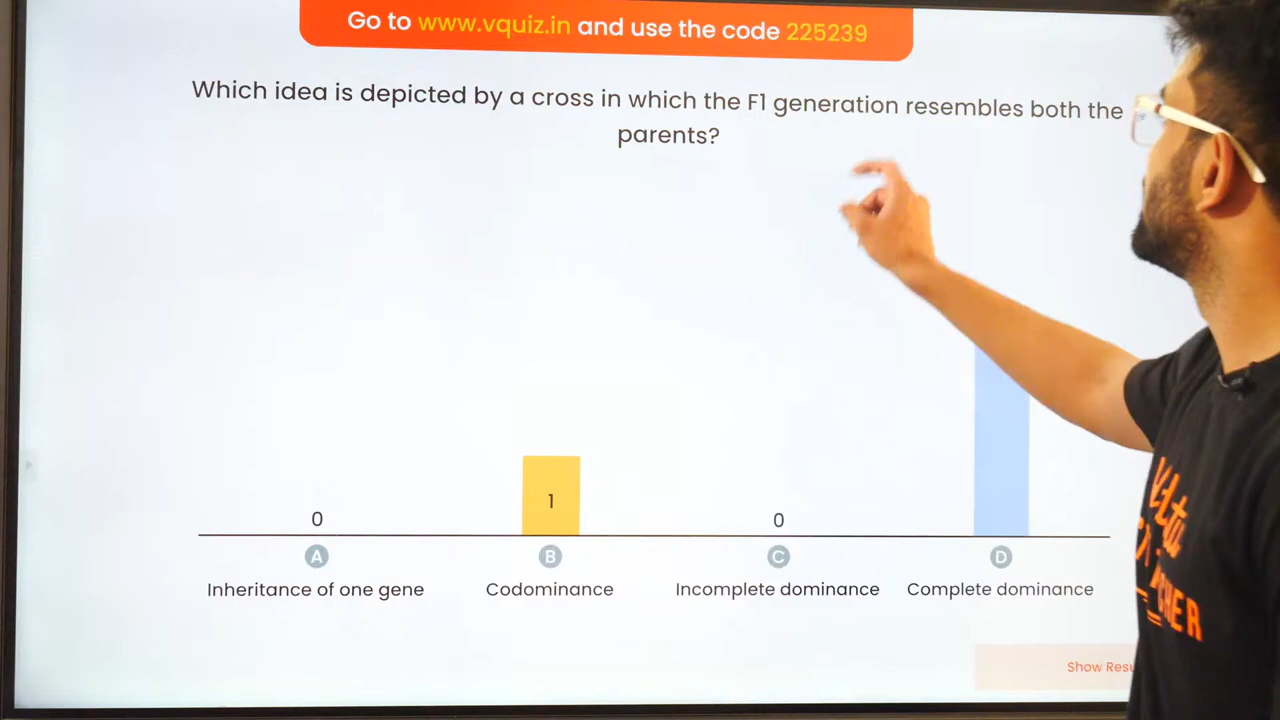 Go to www.vquiz.in and use the code 225239
Which idea is depicted by a cross in which the F1 generation resembles both the
parents?
0
1
0
A
B
C
D
Inheritance of one gene
Codominance
Incomplete dominance
Complete dominance
Show